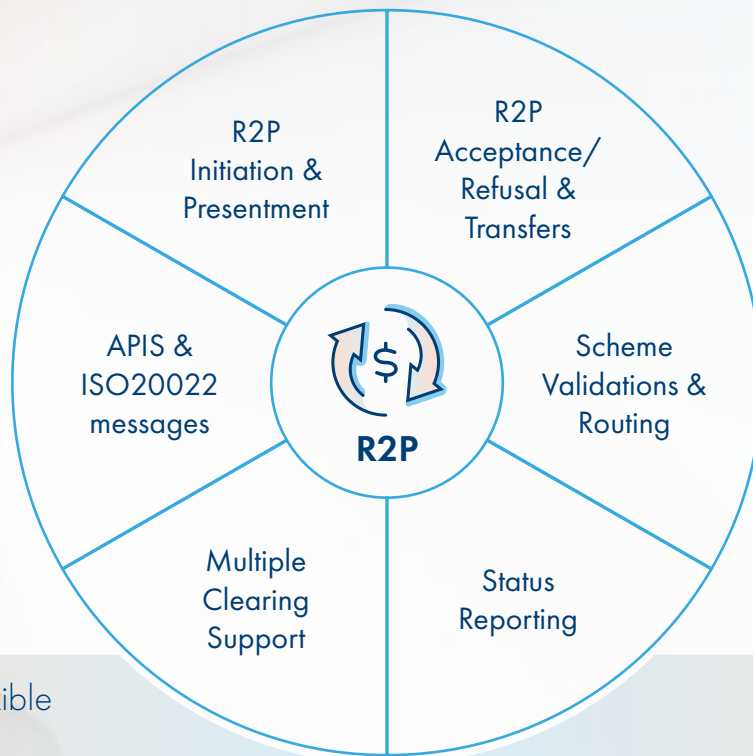 R2P
Initiation &
Presentment
R2P
Acceptance/
Refusal &
Transfers
APIS &
ISO20022
messages
$
R2P
Scheme
Validations &
Routing
Multiple
Clearing
Support
Status
Reporting